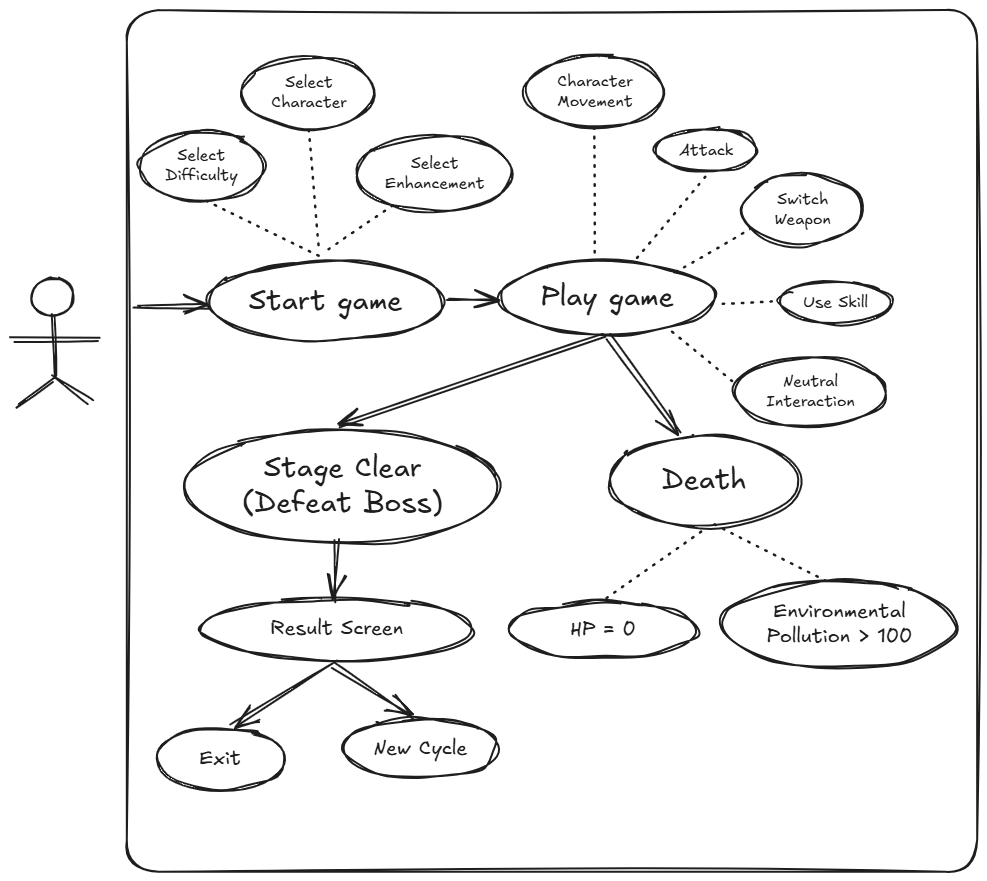 Select
Character
Character
Movement
Select
Difficulty
Select
Enhancement
Attack
Switch
Weapon
Start game
Play game
Use Skill
Neutral
Interaction
Stage Clear
(Defeat Boss)
Death
Result Screen
HP = 0
Environmental
Pollution > 100
Exit
New Cycle